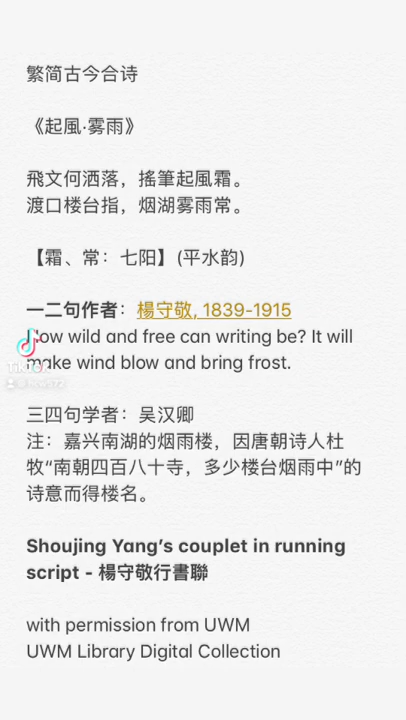 繁简古今合诗
《起風·雾雨》
飛文何洒落，搖筆起風霜。
渡口楼台指，烟湖雾雨常。
【霜、常：七阳】(平水韵)
一二句作者：楊守敬, 1839-1915
How wild and free can writing be? It will
make wind blow and bring frost.
三四句学者：吴汉卿
注：嘉兴南湖的烟雨楼，因唐朝诗人杜
牧“南朝四百八十寺，多少楼台烟雨中”的
诗意而得楼名。
Shoujing Yang’s couplet in running
script - 楊守敬行書聯
with permission from UWM
UWM Library Digital Collection
TikTok